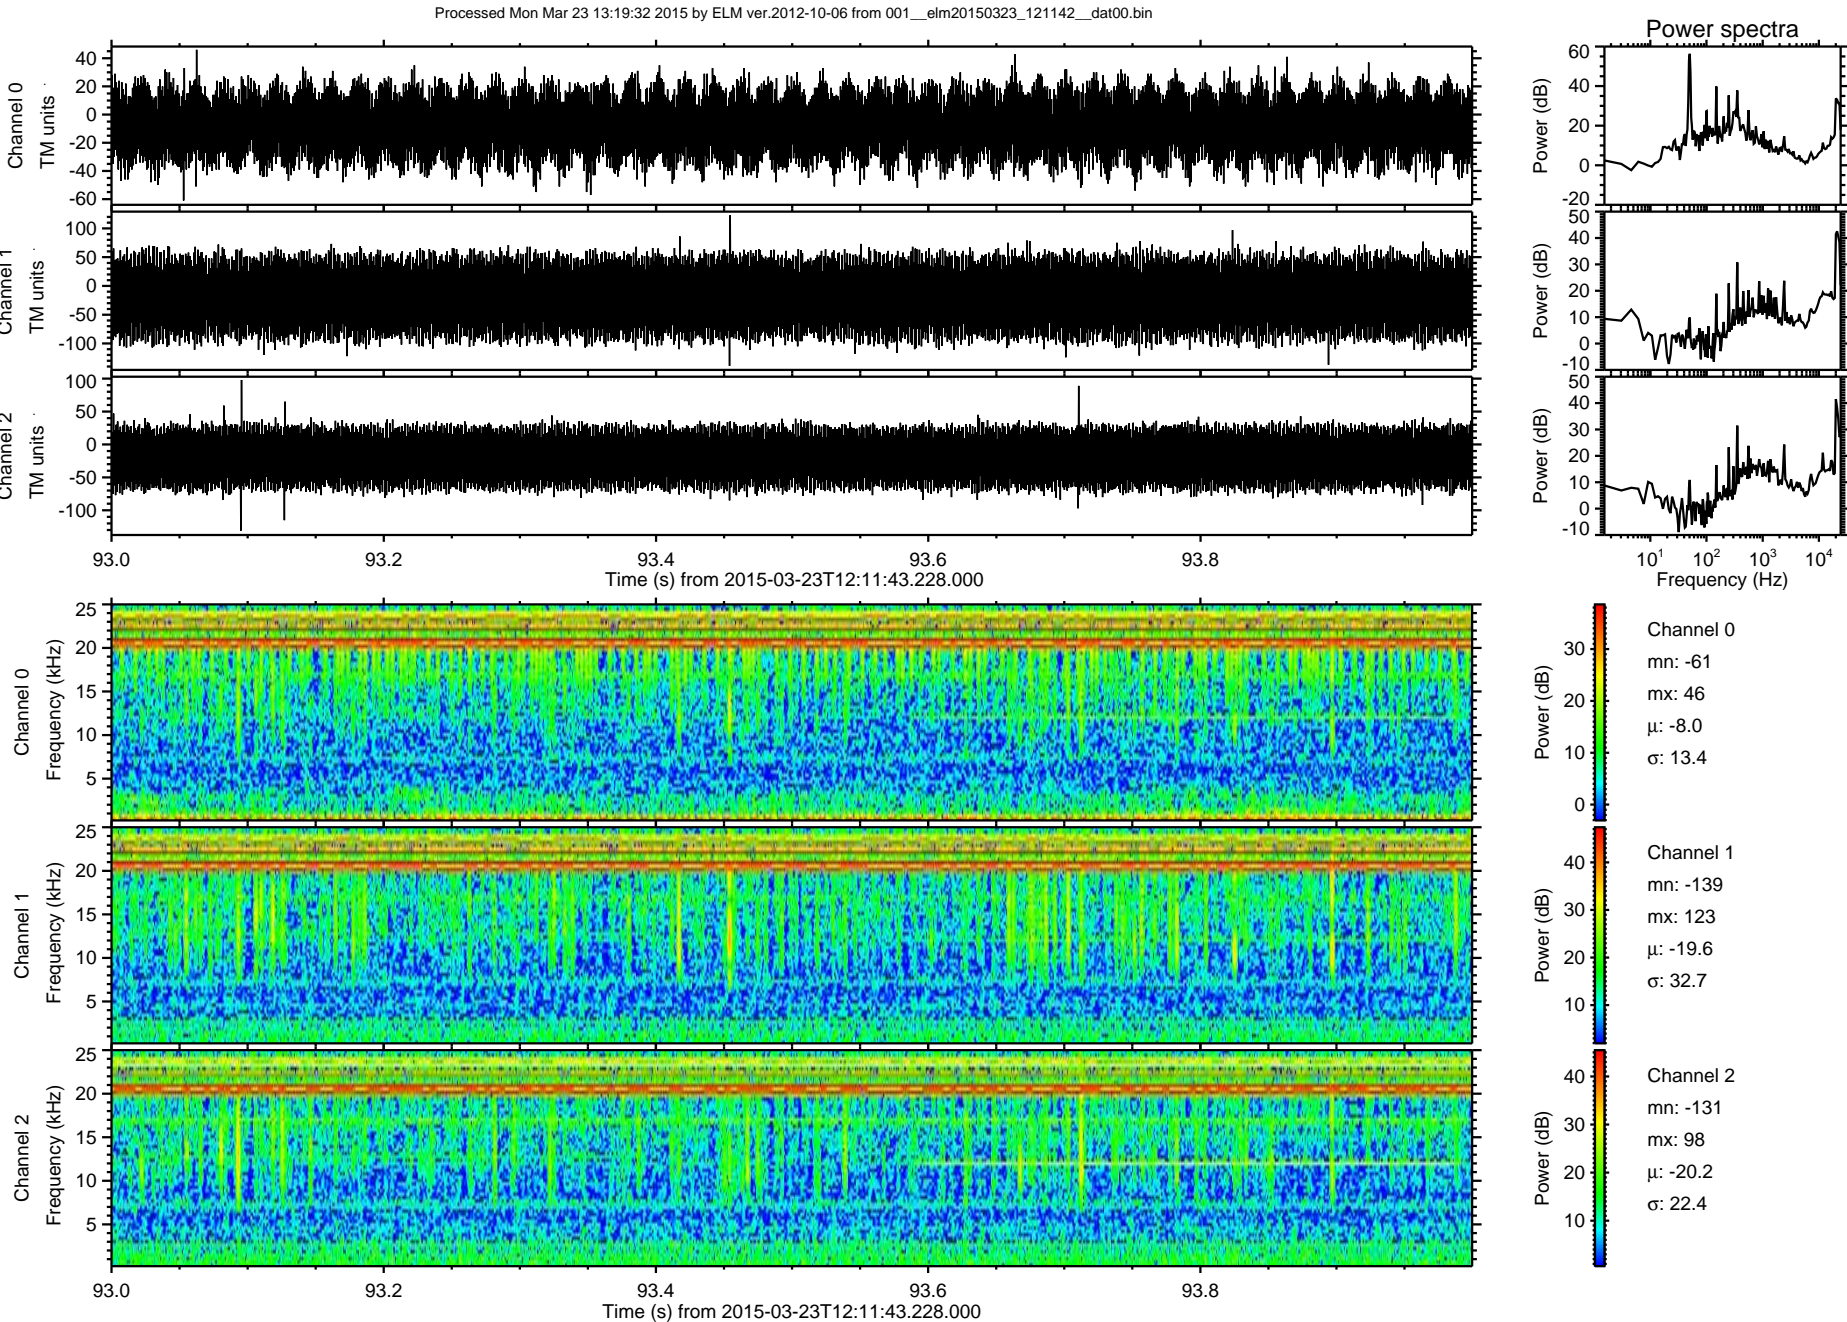 Processed Mon Mar 23 13:19:32 2015 by ELM ver.2012-10-06 from 001__elm20150323_121142__dat00.bin
Power spectra
Channel 0
TM units
40
20
0
-20
-40
-60
Power (dB)
60
40
20
0
-20
Channel 1
TM units
100
50
0
-50
-100
Power (dB)
50
40
30
20
10
0
-10
Channel 2
TM units
100
50
0
-50
-100
Power (dB)
50
40
30
20
10
0
-10
93.0 93.2 93.4 93.6 93.8
Time (s) from 2015-03-23T12:11:43.228.000
10^1 10^2 10^3 10^4
Frequency (Hz)
Channel 0
Frequency (kHz)
25
20
15
10
5
Power (dB)
30
20
10
0
Channel 0
mn: -61
mx: 46
μ: -8.0
σ: 13.4
Channel 1
Frequency (kHz)
25
20
15
10
5
Power (dB)
40
30
20
10
Channel 1
mn: -139
mx: 123
μ: -19.6
σ: 32.7
Channel 2
Frequency (kHz)
25
20
15
10
5
Power (dB)
40
30
20
10
Channel 2
mn: -131
mx: 98
μ: -20.2
σ: 22.4
93.0 93.2 93.4 93.6 93.8
Time (s) from 2015-03-23T12:11:43.228.000